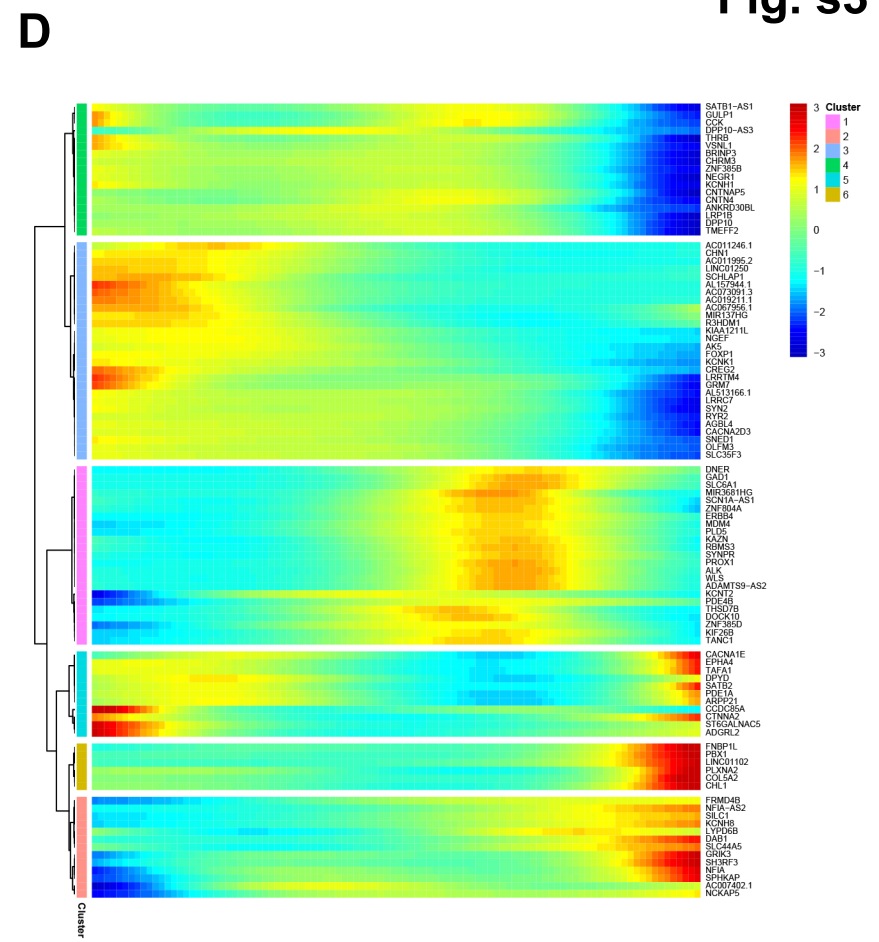 Fig. s3
D
SATB1-AS1
GULP1
CCK
DPP10-AS3
THRB
VSNL1
BRINP3
CHRM3
ZNF385B
NEGR1
KCNH1
CNTNAP5
CNTN4
ANKRD30BL
LRP1B
DPP10
TMEFF2
AC011246.1
CHN1
AC011995.2
LINC01250
SCHLAP1
AL157944.1
AC073091.3
AC019211.1
AC067956.1
MIR137HG
R3HDM1
KIAA1211L
NGEF
AK5
FOXP1
KCNK1
CREG2
LRRTM4
GRM7
AL513166.1
LRRC7
SYN2
RYR2
AGBL4
CACNA2D3
SNED1
OLFM3
SLC35F3
DNER
GAD1
SLC6A1
MIR3681HG
SCN1A-AS1
ZNF804A
ERBB4
MDM4
PLD5
KAZN
RBMS3
SYNPR
PROX1
ALK
WLS
ADAMTS9-AS2
KCNT2
PDE4B
THSD7B
DOCK10
ZNF385D
KIF26B
TANC1
CACNA1E
EPHA4
TAFA1
DPYD
SATB2
PDE1A
ARPP21
CCDC85A
CTNNA2
ST6GALNAC5
ADGRL2
FNBP1L
PBX1
LINC01102
PLXNA2
COL5A2
CHL1
FRMD4B
NFIA-AS2
SILC1
KCNH8
LYPD6B
DAB1
SLC44A5
GRIK3
SH3RF3
NFIA
SPHKAP
AC007402.1
NCKAP5
Cluster
3
2
1
0
-1
-2
-3
Cluster
1
2
3
4
5
6